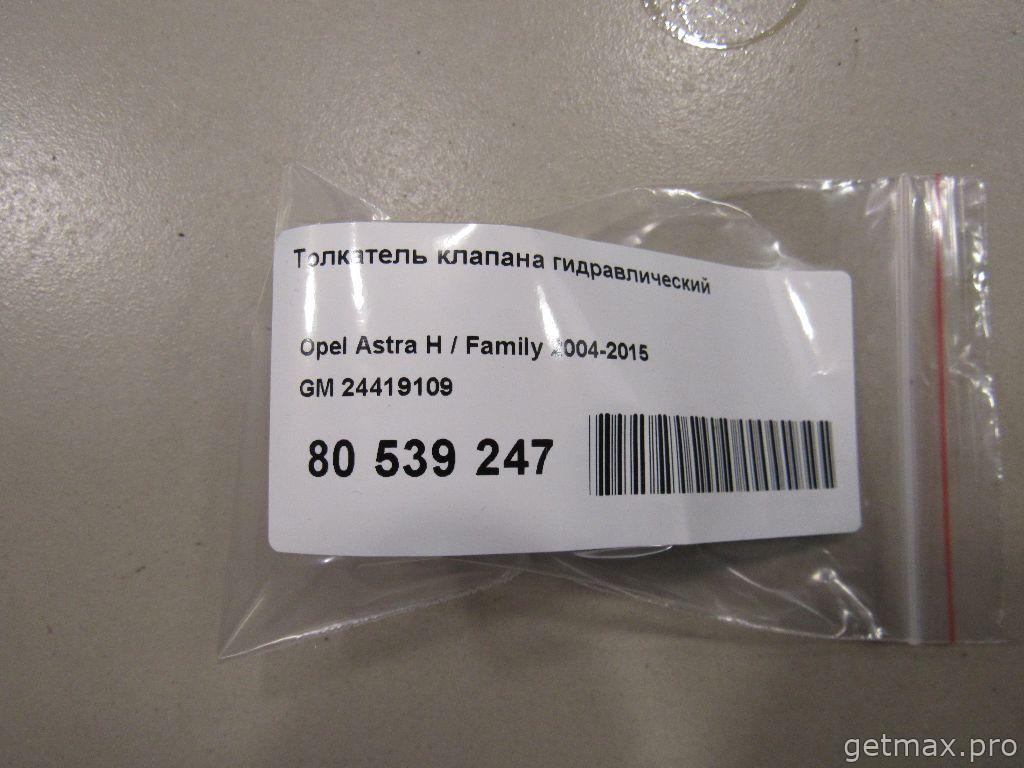 Толкатель клапана гидравлический
Opel Astra H / Family 2004-2015
GM 24419109
80 539 247
getmax.pro